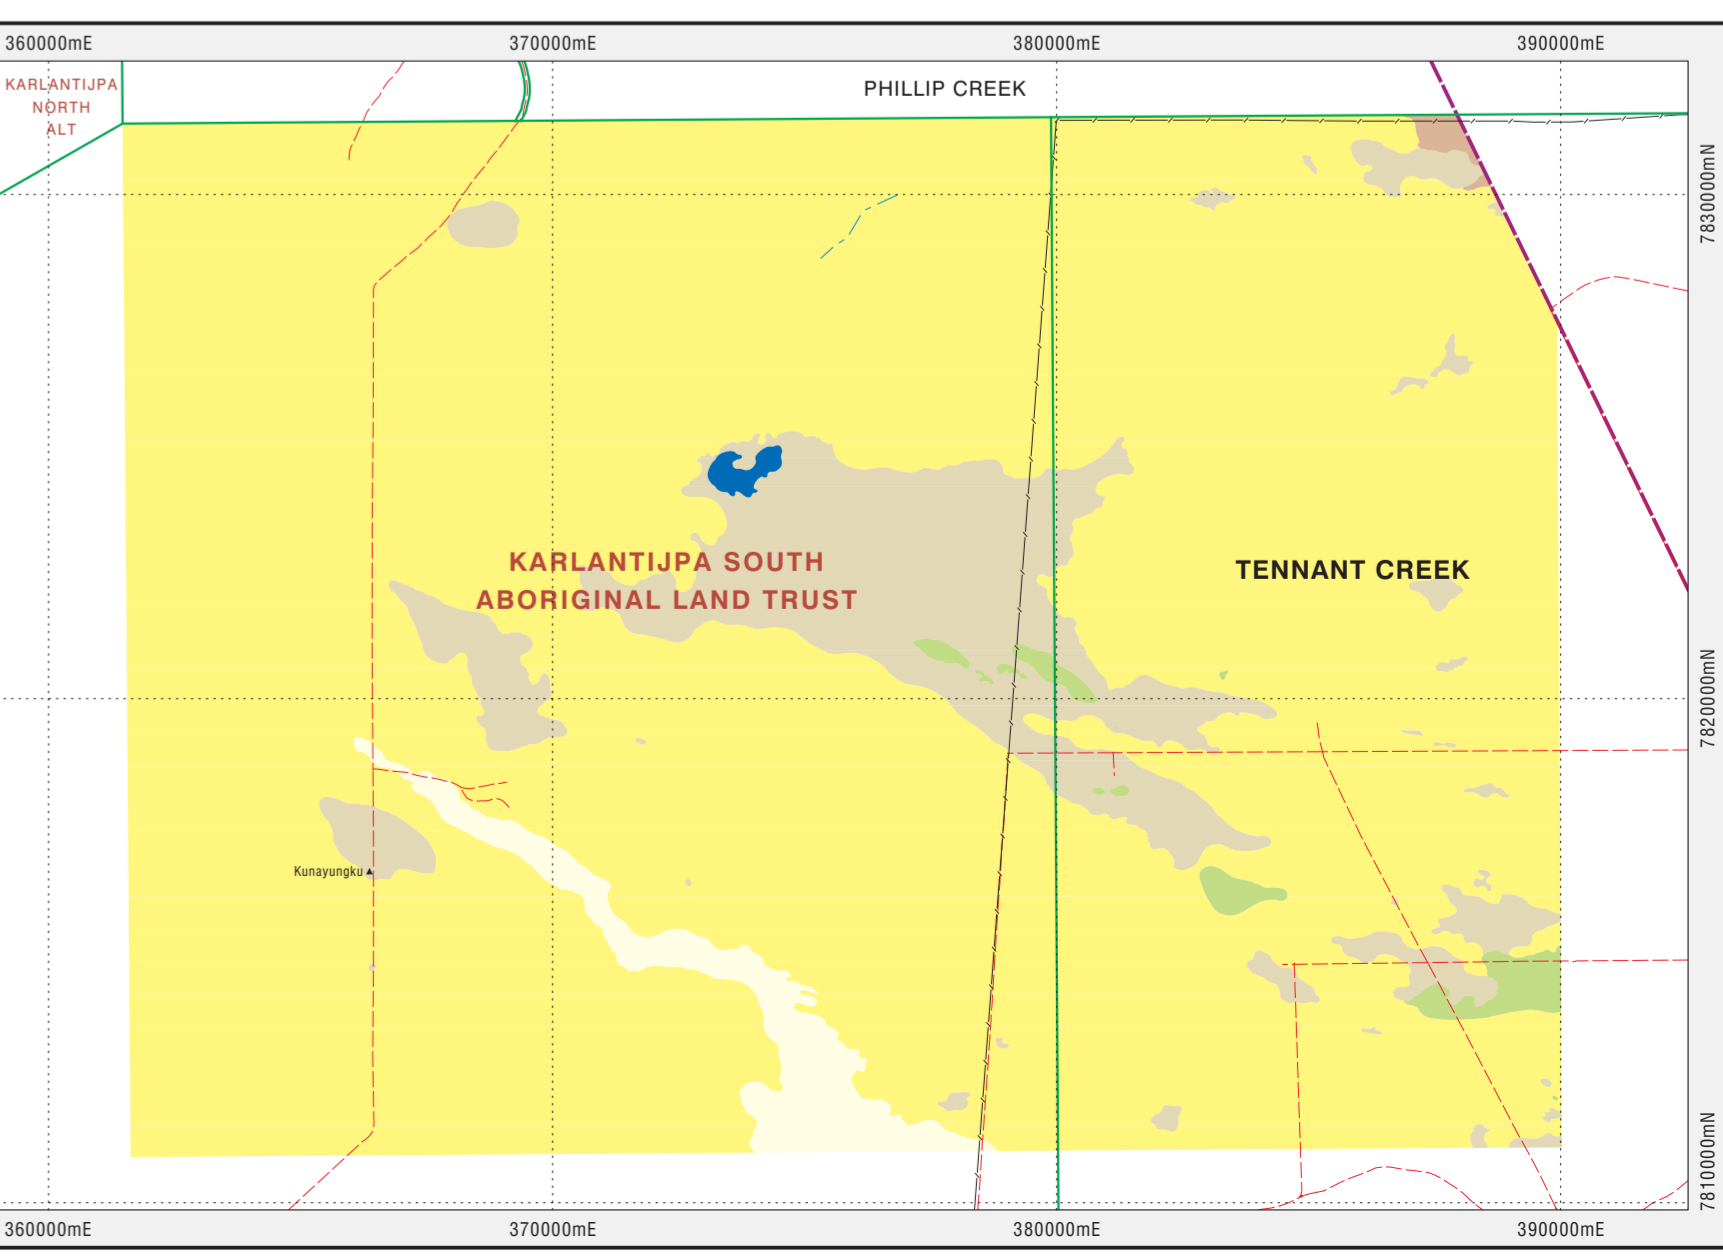 360000mE
370000mE
380000mE
390000mE
KARLANTIJPA
NORTH
ALT
PHILLIP CREEK
7830000mN
KARLANTIJPA SOUTH
ABORIGINAL LAND TRUST
TENNANT CREEK
7820000mN
Kunayungku
7810000mN
360000mE
370000mE
380000mE
390000mE